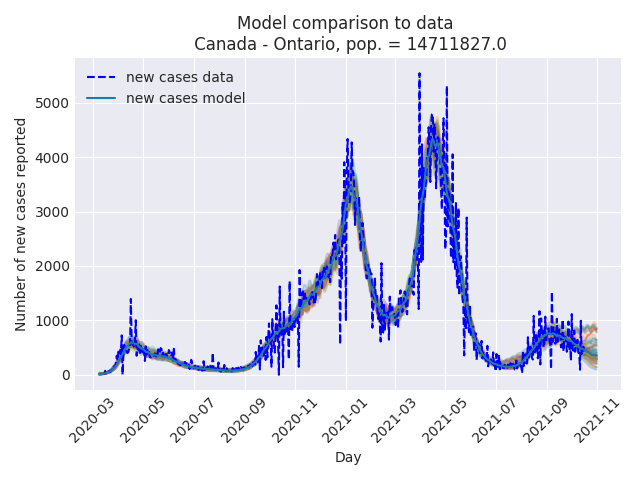 Model comparison to data
Canada - Ontario, pop. = 14711827.0
new cases data
new cases model
Number of new cases reported
5000
4000
3000
2000
1000
0
2020-03
2020-05
2020-07
2020-09
2020-11
2021-01
2021-03
2021-05
2021-07
2021-09
2021-11
Day